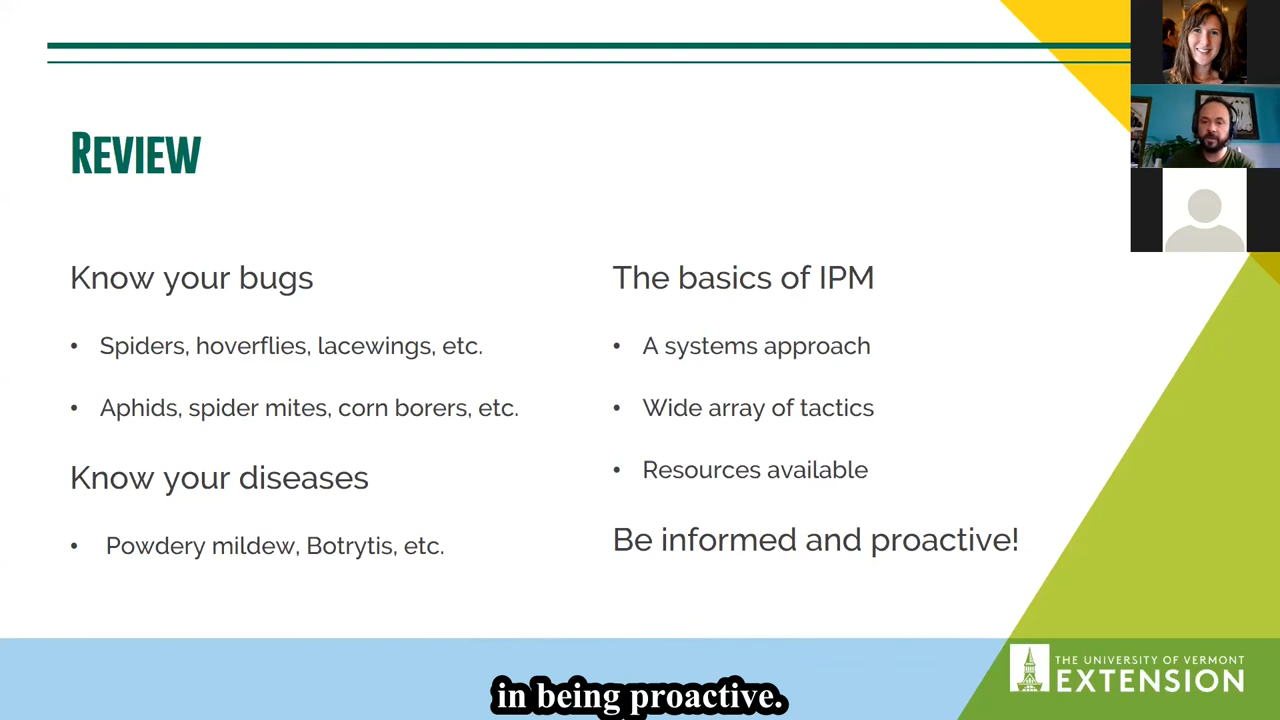 REVIEW
Know your bugs
• Spiders, hoverflies, lacewings, etc.
• Aphids, spider mites, corn borers, etc.
Know your diseases
• Powdery mildew, Botrytis, etc.
The basics of IPM
• A systems approach
• Wide array of tactics
• Resources available
Be informed and proactive!
THE UNIVERSITY OF VERMONT
EXTENSION
in being proactive.